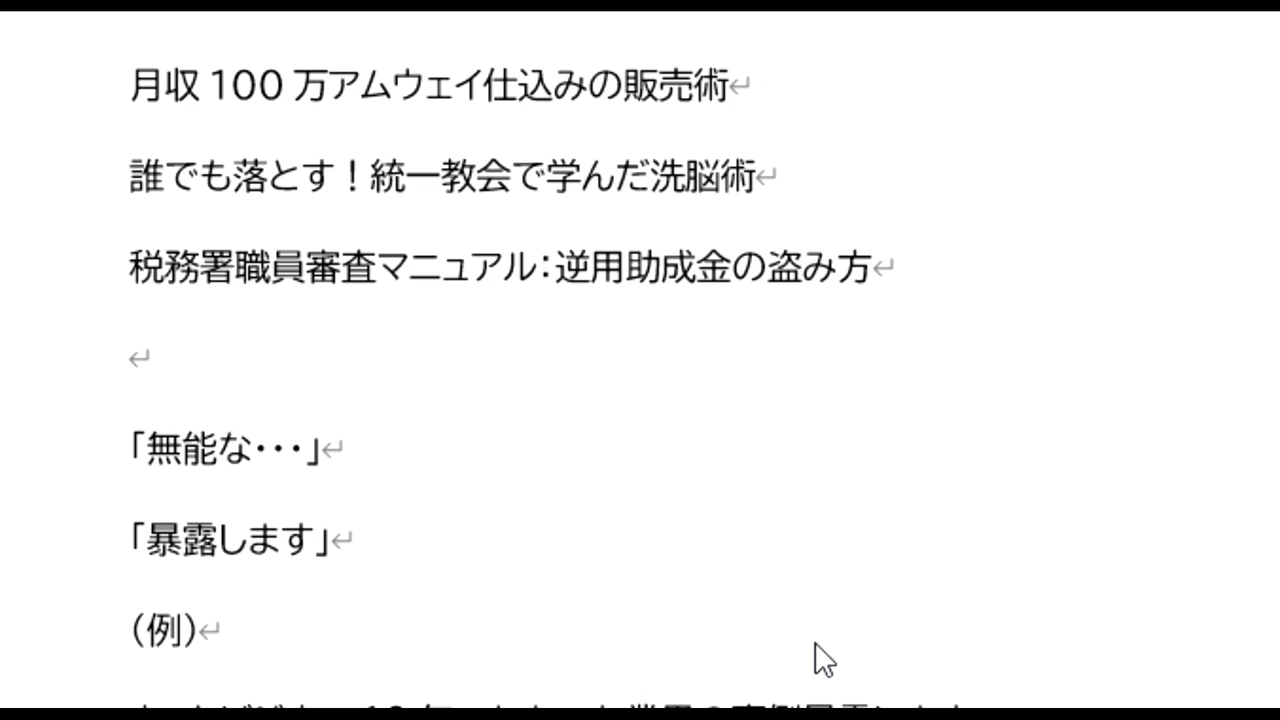 月収100万アムウェイ仕込みの販売術
誰でも落とす！統一教会で学んだ洗脳術
税務署職員審査マニュアル：逆用助成金の盗み方
「無能な・・・」
「暴露します」
（例）